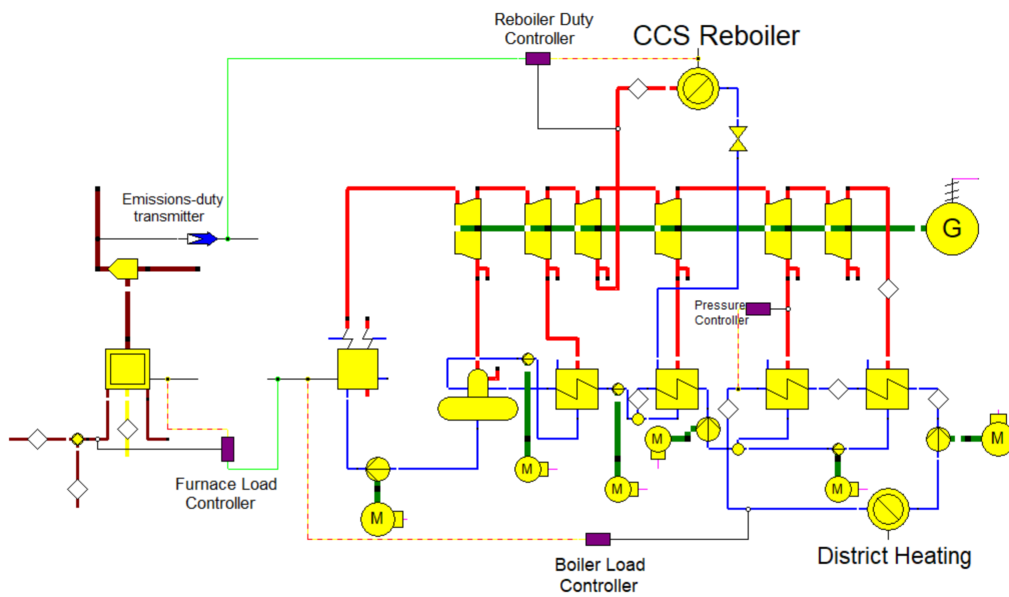 Reboiler Duty
Controller
CCS Reboiler
Emissions-duty
transmitter
G
Pressure
Controller
M
M
Furnace Load
Controller
M
M
M
M
Boiler Load
Controller
District Heating